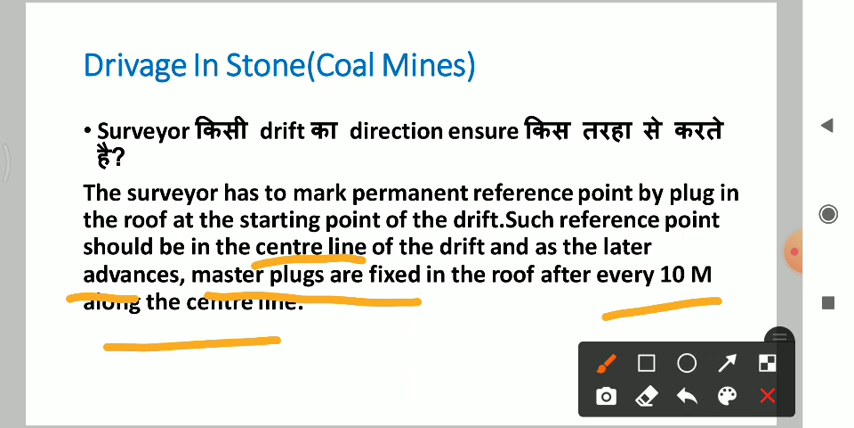 Drivage In Stone(Coal Mines)
• Surveyor किसी drift का direction ensure किस तरहा से करते
है?
The surveyor has to mark permanent reference point by plug in
the roof at the starting point of the drift.Such reference point
should be in the centre line of the drift and as the later
advances, master plugs are fixed in the roof after every 10 M
along the centre line.